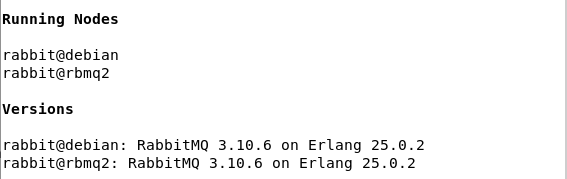 Running Nodes
rabbit@debian
rabbit@rbmq2
Versions
rabbit@debian: RabbitMQ 3.10.6 on Erlang 25.0.2
rabbit@rbmq2: RabbitMQ 3.10.6 on Erlang 25.0.2